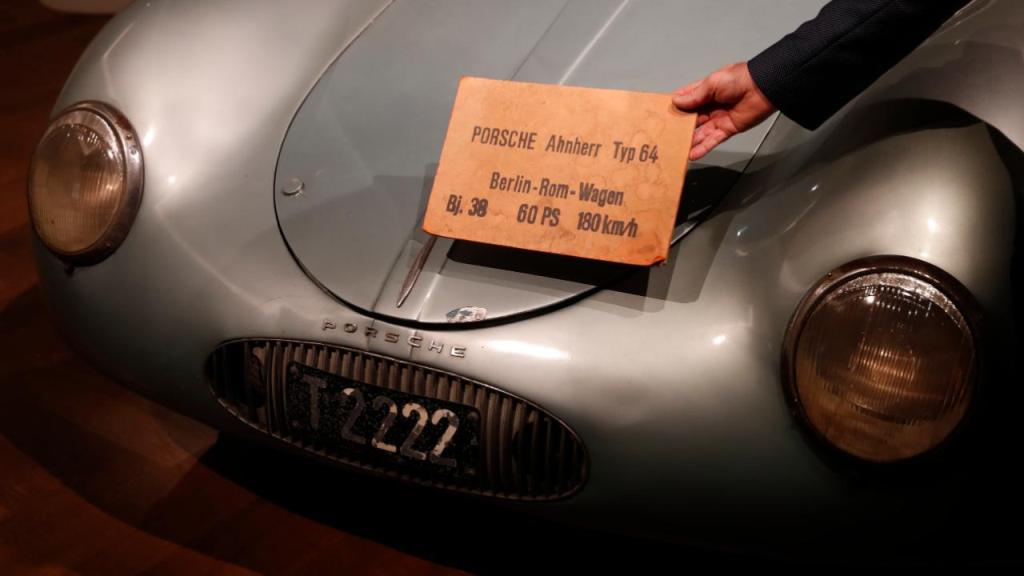 PORSCHE Ahnherr Typ 64
Berlin-Rom-Wagen
Bj. 38 60 PS 180 km/h
PORSCHE
T 2222